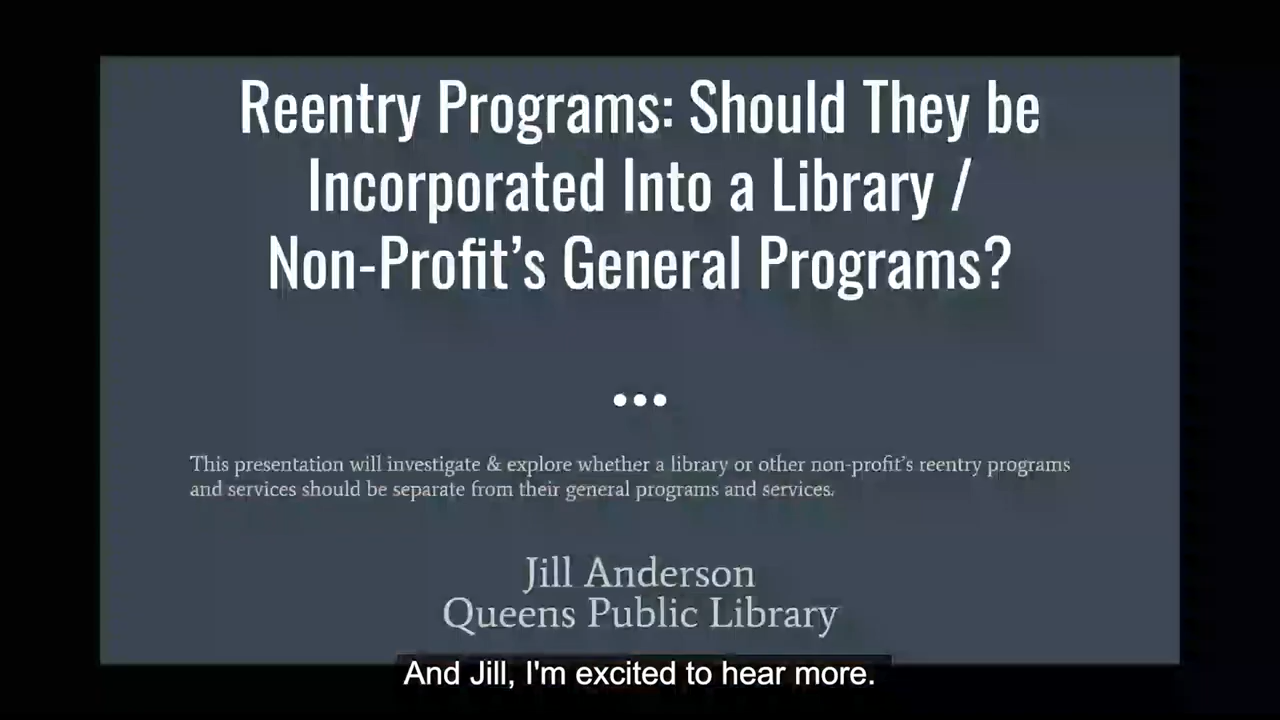 Reentry Programs: Should They be
Incorporated Into a Library /
Non-Profit’s General Programs?
This presentation will investigate & explore whether a library or other non-profit’s reentry programs
and services should be separate from their general programs and services.
Jill Anderson
Queens Public Library
And Jill, I'm excited to hear more.